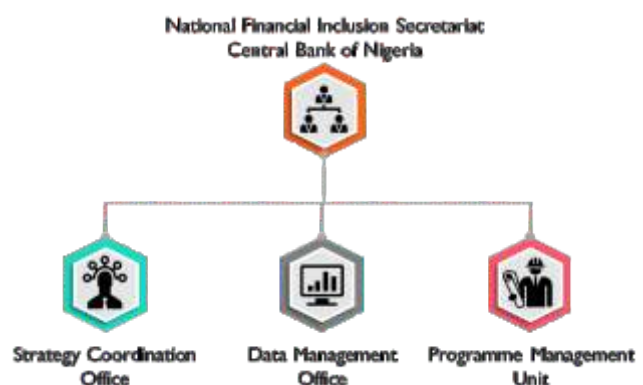 National Financial Inclusion Secretariat
Central Bank of Nigeria
Strategy Coordination
Office
Data Management
Office
Programme Management
Unit